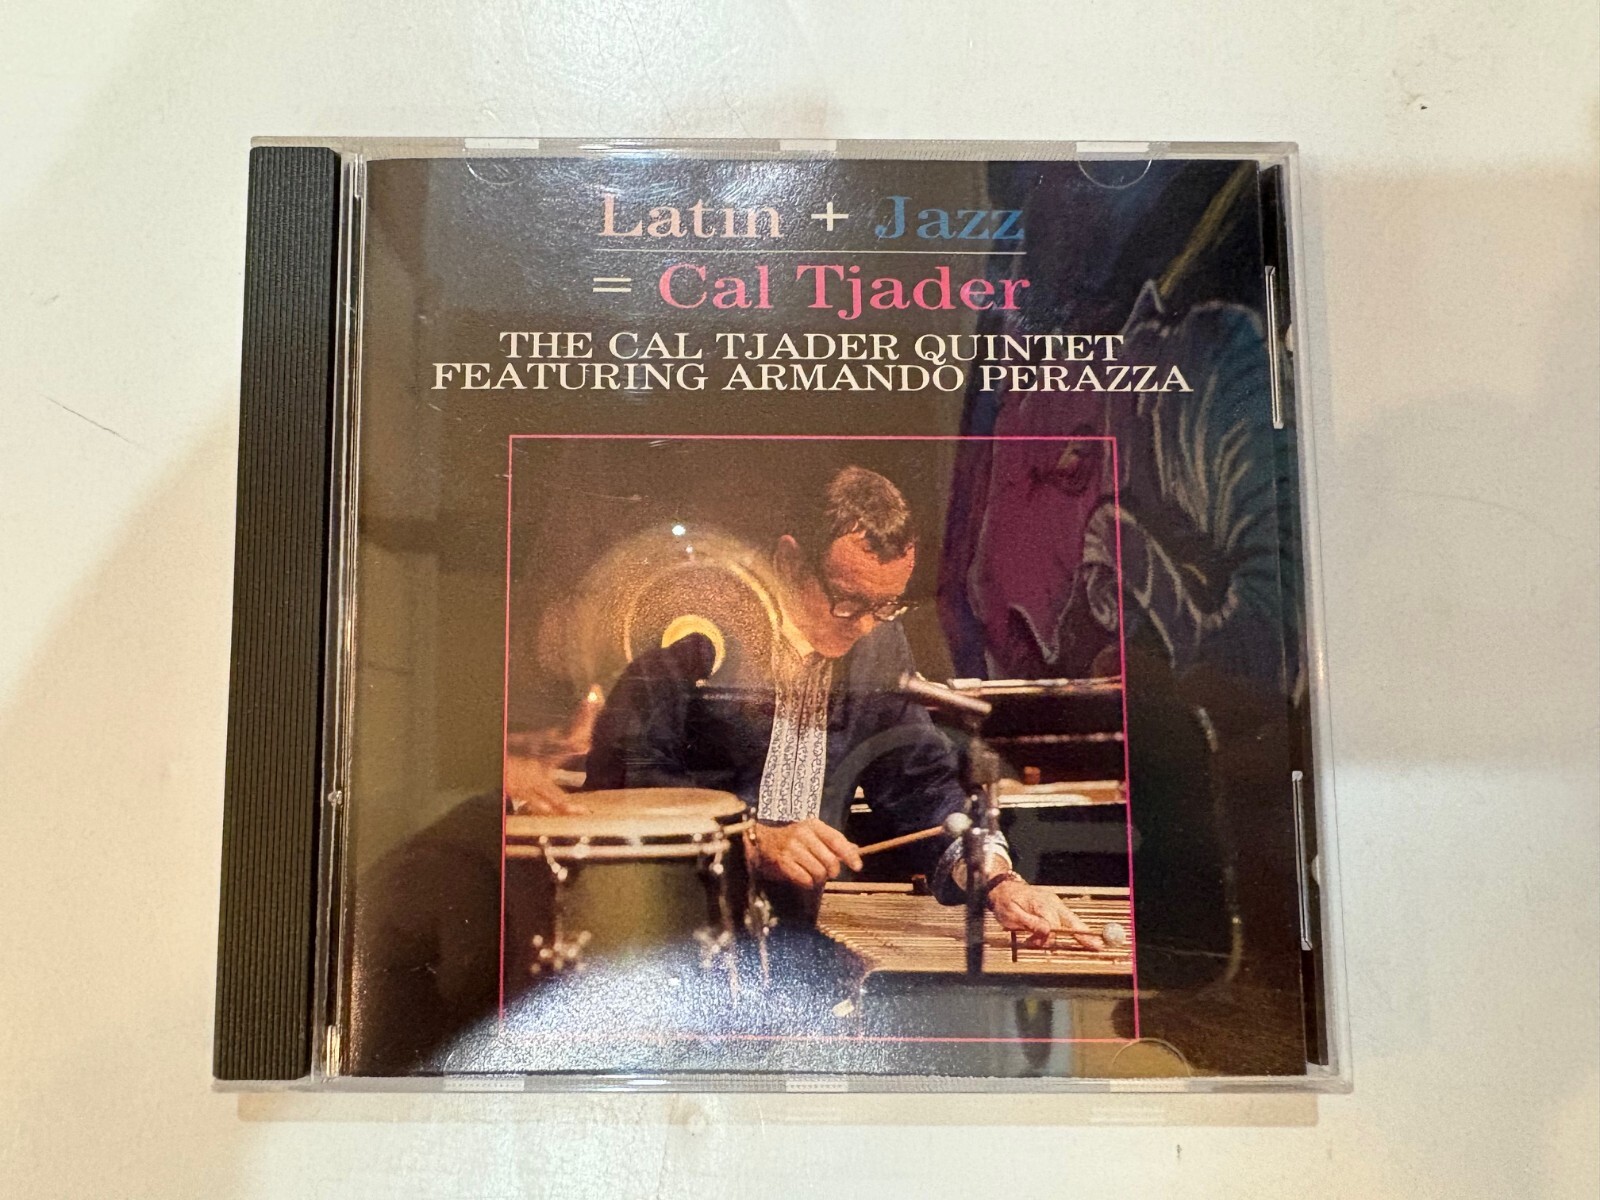 Latin + Jazz
= Cal Tjader
THE CAL TJADER QUINTET
FEATURING ARMANDO PERAZZA